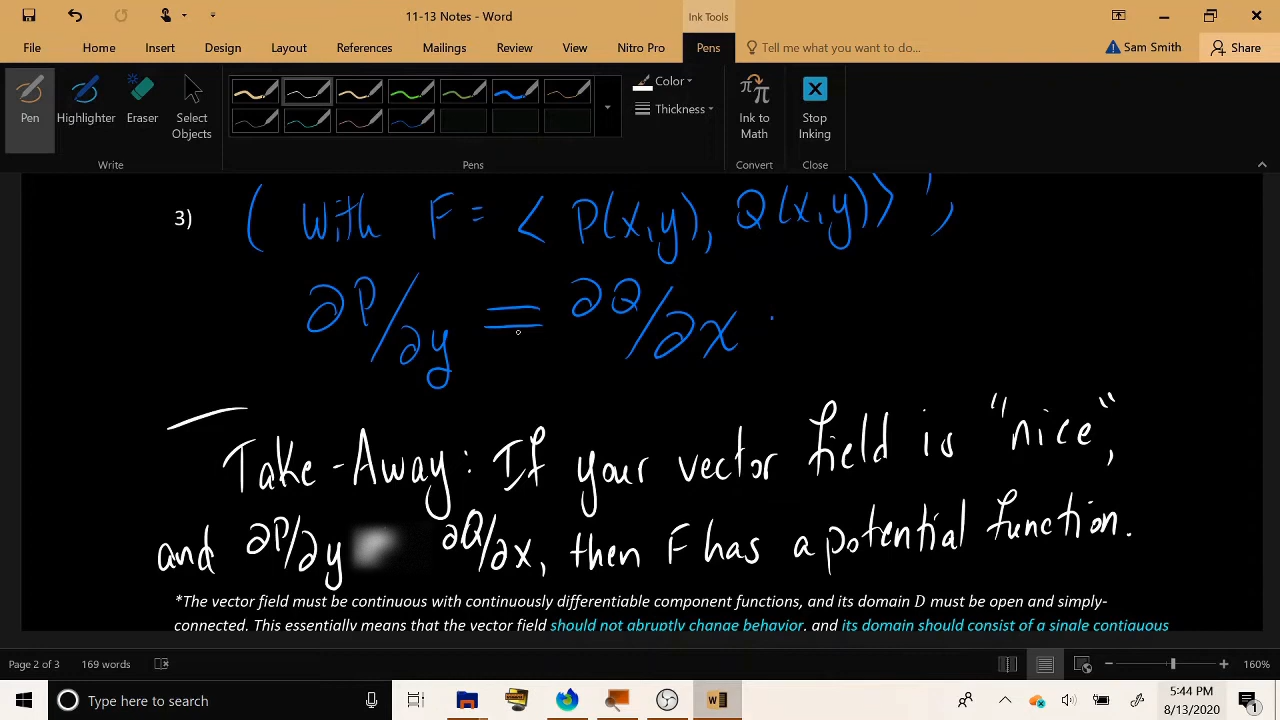 11-13 Notes - Word
Ink Tools
File Home Insert Design Layout References Mailings Review View Nitro Pro Pens Tell me what you want to do... Sam Smith Share
Pen Highlighter Eraser Select Objects Color Thickness Ink to Math Stop Inking
Write Pens Convert Close
3) ( With F = < P(x,y), Q(x,y)> ,
∂P/∂y = ∂Q/∂x .
Take-Away: If your vector field is "nice",
and ∂P/∂y ∂Q/∂x, then F has a potential function.
*The vector field must be continuous with continuously differentiable component functions, and its domain D must be open and simply-
connected. This essentially means that the vector field should not abruptly change behavior, and its domain should consist of a single contiguous
Page 2 of 3 169 words 160%
Type here to search
5:44 PM
8/13/2020